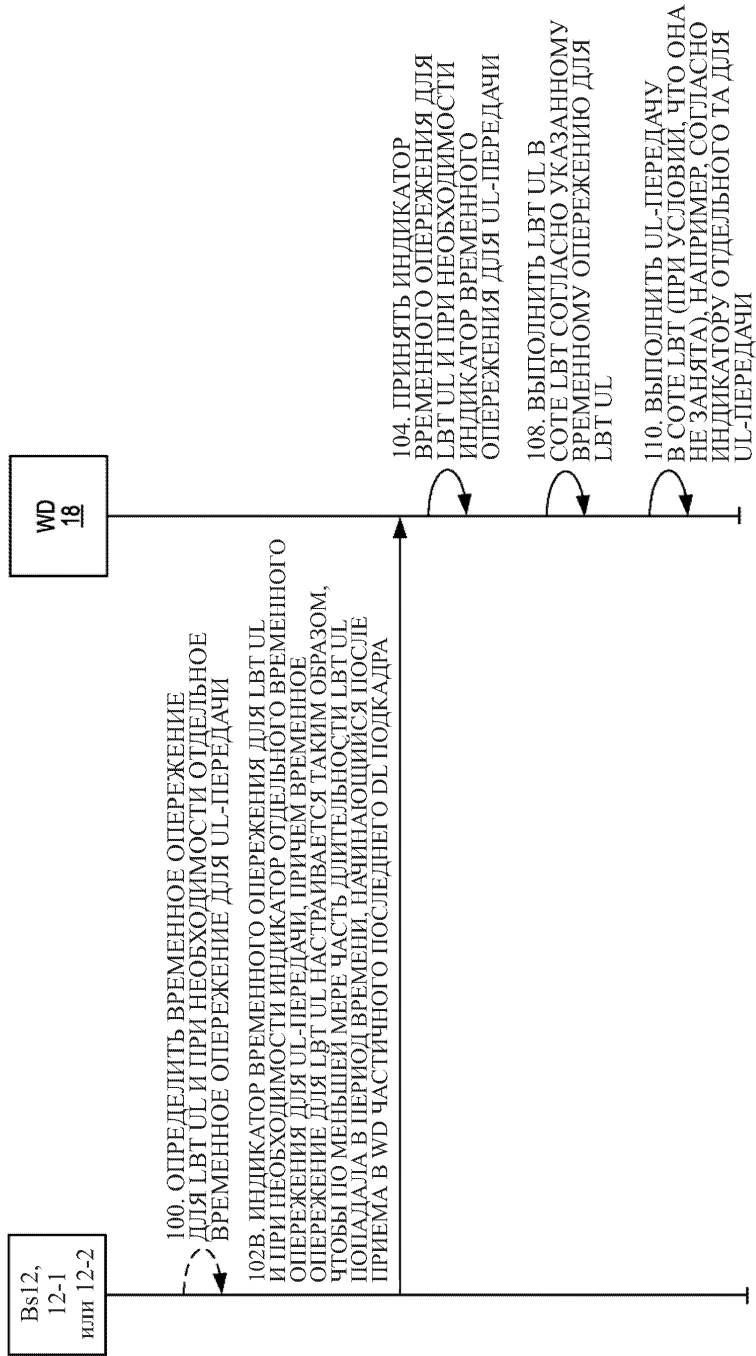 Bs12,
12-1
или 12-2
WD
18
100. ОПРЕДЕЛИТЬ ВРЕМЕННОЕ ОПЕРЕЖЕНИЕ
ДЛЯ LBT UL И ПРИ НЕОБХОДИМОСТИ ОТДЕЛЬНОЕ
ВРЕМЕННОЕ ОПЕРЕЖЕНИЕ ДЛЯ UL-ПЕРЕДАЧИ
102B. ИНДИКАТОР ВРЕМЕННОГО ОПЕРЕЖЕНИЯ ДЛЯ LBT UL
И ПРИ НЕОБХОДИМОСТИ ИНДИКАТОР ОТДЕЛЬНОГО ВРЕМЕННОГО
ОПЕРЕЖЕНИЯ ДЛЯ UL-ПЕРЕДАЧИ, ПРИЧЕМ ВРЕМЕННОЕ
ОПЕРЕЖЕНИЕ ДЛЯ LBT UL НАСТРАИВАЕТСЯ ТАКИМ ОБРАЗОМ,
ЧТОБЫ ПО МЕНЬШЕЙ МЕРЕ ЧАСТЬ ДЛИТЕЛЬНОСТИ LBT UL
ПОПАДАЛА В ПЕРИОД ВРЕМЕНИ, НАЧИНАЮЩИЙСЯ ПОСЛЕ
ПРИЕМА В WD ЧАСТИЧНОГО ПОСЛЕДНЕГО DL ПОДКАДРА
104. ПРИНЯТЬ ИНДИКАТОР
ВРЕМЕННОГО ОПЕРЕЖЕНИЯ ДЛЯ
LBT UL И ПРИ НЕОБХОДИМОСТИ
ИНДИКАТОР ВРЕМЕННОГО
ОПЕРЕЖЕНИЯ ДЛЯ UL-ПЕРЕДАЧИ
108. ВЫПОЛНИТЬ LBT UL В
СОТЕ LBT СОГЛАСНО УКАЗАННОМУ
ВРЕМЕННОМУ ОПЕРЕЖЕНИЮ ДЛЯ
LBT UL
110. ВЫПОЛНИТЬ UL-ПЕРЕДАЧУ
В СОТЕ LBT (ПРИ УСЛОВИИ, ЧТО ОНА
НЕ ЗАНЯТА), НАПРИМЕР, СОГЛАСНО
ИНДИКАТОРУ ОТДЕЛЬНОГО TA ДЛЯ
UL-ПЕРЕДАЧИ